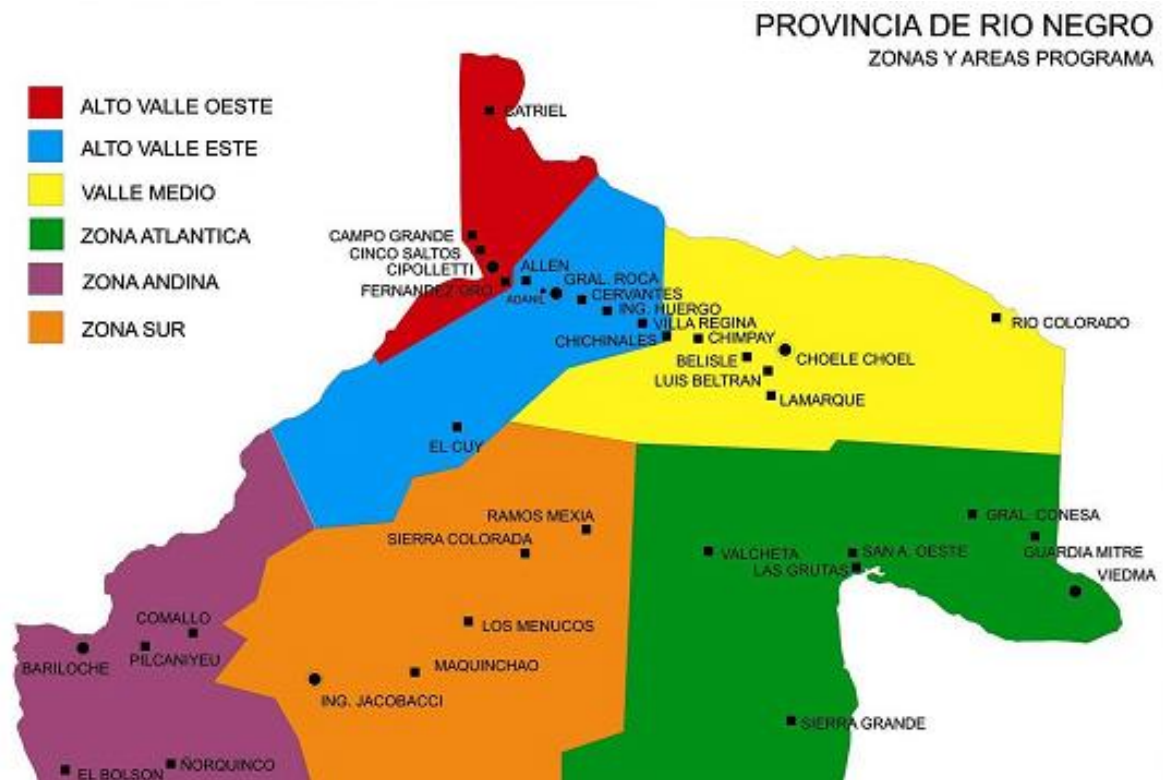 PROVINCIA DE RIO NEGRO
ZONAS Y AREAS PROGRAMA
ALTO VALLE OESTE
ALTO VALLE ESTE
VALLE MEDIO
ZONA ATLANTICA
ZONA ANDINA
ZONA SUR
CATRIEL
CAMPO GRANDE
CINCO SALTOS
CIPOLLETTI
ALLEN
FERNANDEZ ORO
ADANIL
GRAL. ROCA
CERVANTES
ING. HUERGO
VILLA REGINA
CHICHINALES
CHIMPAY
RIO COLORADO
BELISLE
CHOELE CHOEL
LUIS BELTRAN
LAMARQUE
EL CUY
RAMOS MEXIA
SIERRA COLORADA
GRAL. CONESA
VALCHETA
SAN A. OESTE
GUARDIA MITRE
LAS GRUTAS
VIEDMA
COMALLO
LOS MENUCOS
BARILOCHE
PILCANIYEU
MAQUINCHAO
ING. JACOBACCI
SIERRA GRANDE
EL BOLSON
ÑORQUINCO